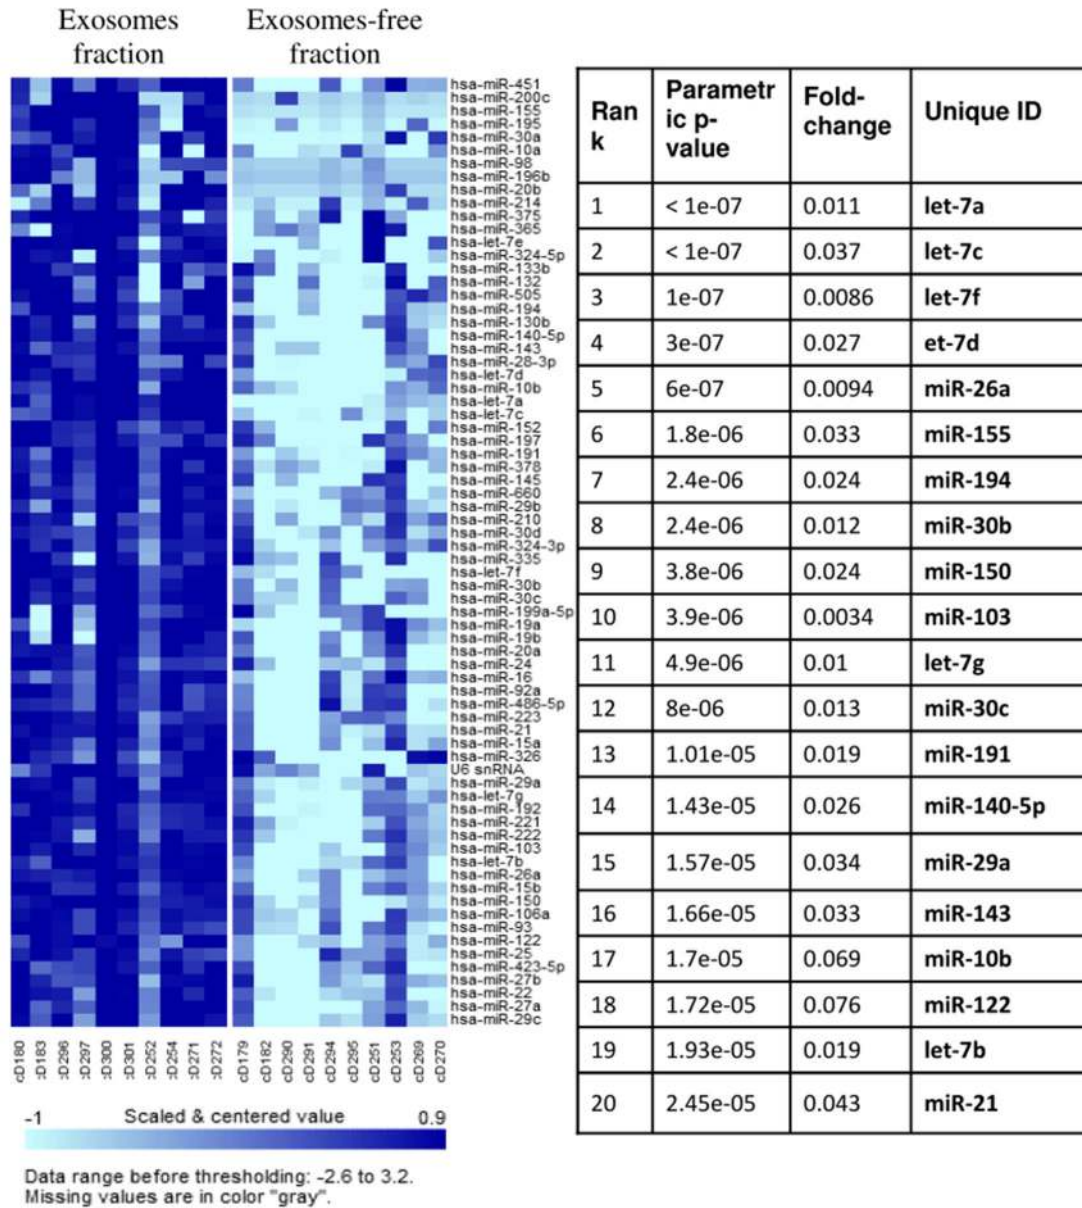 Exosomes
fraction
Exosomes-free
fraction
hsa-miR-451
hsa-miR-200c
hsa-miR-155
hsa-miR-195
hsa-miR-30a
hsa-miR-10a
hsa-miR-98
hsa-miR-196b
hsa-miR-20b
hsa-miR-214
hsa-miR-375
hsa-miR-365
hsa-let-7e
hsa-miR-324-5p
hsa-miR-133b
hsa-miR-132
hsa-miR-505
hsa-miR-194
hsa-miR-130b
hsa-miR-140-5p
hsa-miR-143
hsa-miR-28-3p
hsa-let-7d
hsa-miR-10b
hsa-let-7a
hsa-let-7c
hsa-miR-152
hsa-miR-197
hsa-miR-191
hsa-miR-378
hsa-miR-145
hsa-miR-660
hsa-miR-29b
hsa-miR-210
hsa-miR-30d
hsa-miR-324-3p
hsa-miR-335
hsa-let-7f
hsa-miR-30b
hsa-miR-30c
hsa-miR-199a-5p
hsa-miR-19a
hsa-miR-19b
hsa-miR-20a
hsa-miR-24
hsa-miR-16
hsa-miR-92a
hsa-miR-486-5p
hsa-miR-223
hsa-miR-21
hsa-miR-15a
hsa-miR-326
U6 snRNA
hsa-miR-29a
hsa-let-7g
hsa-miR-192
hsa-miR-221
hsa-miR-222
hsa-miR-103
hsa-let-7b
hsa-miR-26a
hsa-miR-15b
hsa-miR-150
hsa-miR-106a
hsa-miR-93
hsa-miR-122
hsa-miR-25
hsa-miR-423-5p
hsa-miR-27b
hsa-miR-22
hsa-miR-27a
hsa-miR-29c
cD180
:D183
:D296
:D297
:D300
:D301
:D252
:D254
:D271
:D272
cD179
cD182
cD290
cD291
cD294
cD295
cD251
cD253
cD269
cD270
-1 Scaled & centered value 0.9
Data range before thresholding: -2.6 to 3.2.
Missing values are in color "gray".
Ran
k
Parametr
ic p-
value
Fold-
change
Unique ID
1 < 1e-07 0.011 let-7a
2 < 1e-07 0.037 let-7c
3 1e-07 0.0086 let-7f
4 3e-07 0.027 et-7d
5 6e-07 0.0094 miR-26a
6 1.8e-06 0.033 miR-155
7 2.4e-06 0.024 miR-194
8 2.4e-06 0.012 miR-30b
9 3.8e-06 0.024 miR-150
10 3.9e-06 0.0034 miR-103
11 4.9e-06 0.01 let-7g
12 8e-06 0.013 miR-30c
13 1.01e-05 0.019 miR-191
14 1.43e-05 0.026 miR-140-5p
15 1.57e-05 0.034 miR-29a
16 1.66e-05 0.033 miR-143
17 1.7e-05 0.069 miR-10b
18 1.72e-05 0.076 miR-122
19 1.93e-05 0.019 let-7b
20 2.45e-05 0.043 miR-21